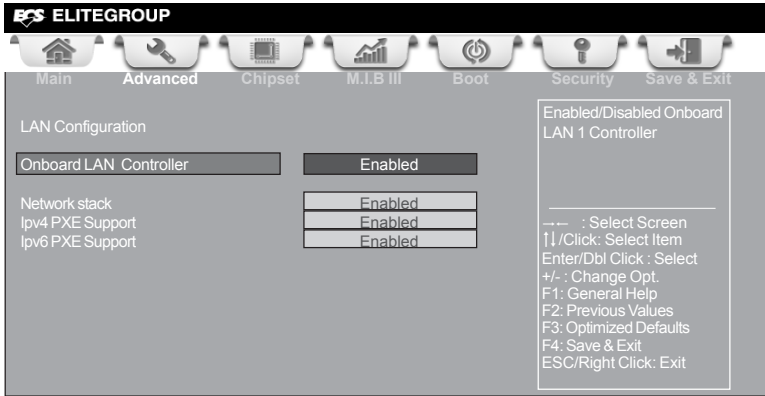 ECS ELITEGROUP
Main Advanced Chipset M.I.B III Boot Security Save & Exit
LAN Configuration
Onboard LAN Controller Enabled
Network stack Enabled
Ipv4 PXE Support Enabled
Ipv6 PXE Support Enabled
Enabled/Disabled Onboard
LAN 1 Controller
→← : Select Screen
↑↓/Click: Select Item
Enter/Dbl Click : Select
+/- : Change Opt.
F1: General Help
F2: Previous Values
F3: Optimized Defaults
F4: Save & Exit
ESC/Right Click: Exit